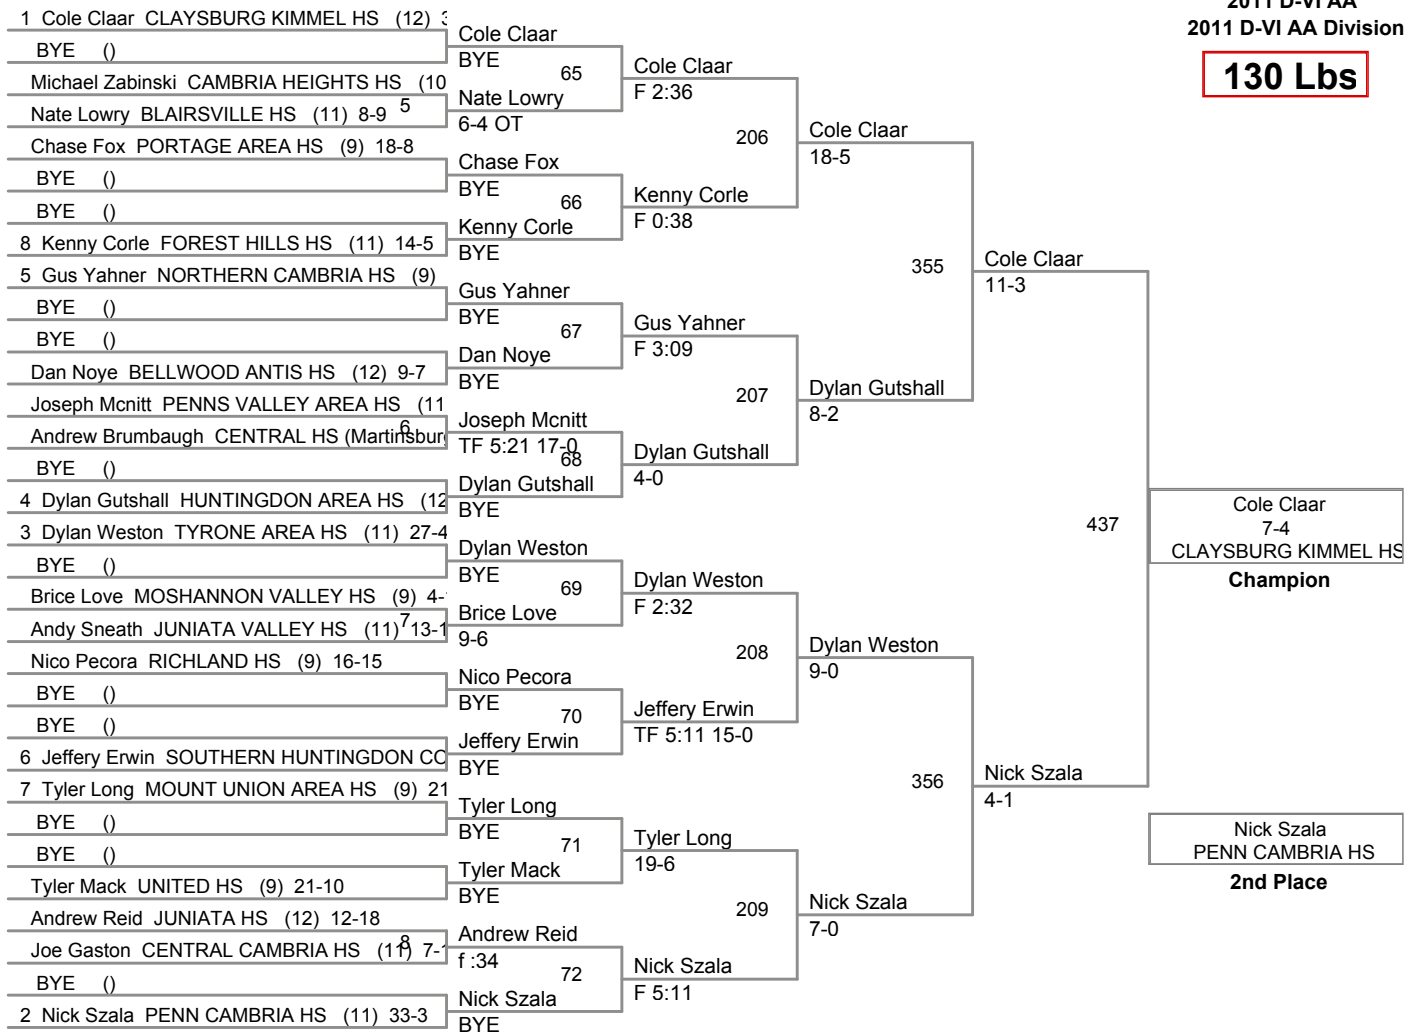 2011 D-VI AA
2011 D-VI AA Division
130 Lbs
1 Cole Claar CLAYSBURG KIMMEL HS (12)
BYE ()
Michael Zabinski CAMBRIA HEIGHTS HS (10
Nate Lowry BLAIRSVILLE HS (11) 8-9 5
Chase Fox PORTAGE AREA HS (9) 18-8
BYE ()
BYE ()
8 Kenny Corle FOREST HILLS HS (11) 14-5
5 Gus Yahner NORTHERN CAMBRIA HS (9)
BYE ()
BYE ()
Dan Noye BELLWOOD ANTIS HS (12) 9-7
Joseph Mcnitt PENNS VALLEY AREA HS (11
Andrew Brumbaugh CENTRAL HS (Martinsburg 6
BYE ()
4 Dylan Gutshall HUNTINGDON AREA HS (12
3 Dylan Weston TYRONE AREA HS (11) 27-4
BYE ()
Brice Love MOSHANNON VALLEY HS (9) 4-
Andy Sneath JUNIATA VALLEY HS (11) 7 13-1
Nico Pecora RICHLAND HS (9) 16-15
BYE ()
BYE ()
6 Jeffery Erwin SOUTHERN HUNTINGDON CO
7 Tyler Long MOUNT UNION AREA HS (9) 21
BYE ()
BYE ()
Tyler Mack UNITED HS (9) 21-10
Andrew Reid JUNIATA HS (12) 12-18
Joe Gaston CENTRAL CAMBRIA HS (11) 8 7-1
BYE ()
2 Nick Szala PENN CAMBRIA HS (11) 33-3
Cole Claar
BYE
65
Nate Lowry
6-4 OT
Chase Fox
BYE
66
Kenny Corle
BYE
Gus Yahner
BYE
67
Dan Noye
BYE
Joseph Mcnitt
TF 5:21 17-0
68
Dylan Gutshall
BYE
Dylan Weston
BYE
69
Brice Love
9-6
Nico Pecora
BYE
70
Jeffery Erwin
BYE
Tyler Long
BYE
71
Tyler Mack
BYE
Andrew Reid
f :34
72
Nick Szala
BYE
Cole Claar
F 2:36
206
Kenny Corle
F 0:38
Gus Yahner
F 3:09
207
Dylan Gutshall
4-0
Dylan Weston
F 2:32
208
Jeffery Erwin
TF 5:11 15-0
Tyler Long
19-6
209
Nick Szala
F 5:11
Cole Claar
18-5
355
Dylan Gutshall
8-2
Dylan Weston
9-0
356
Nick Szala
7-0
Cole Claar
11-3
437
Nick Szala
4-1
Cole Claar
7-4
CLAYSBURG KIMMEL HS
Champion
Nick Szala
PENN CAMBRIA HS
2nd Place